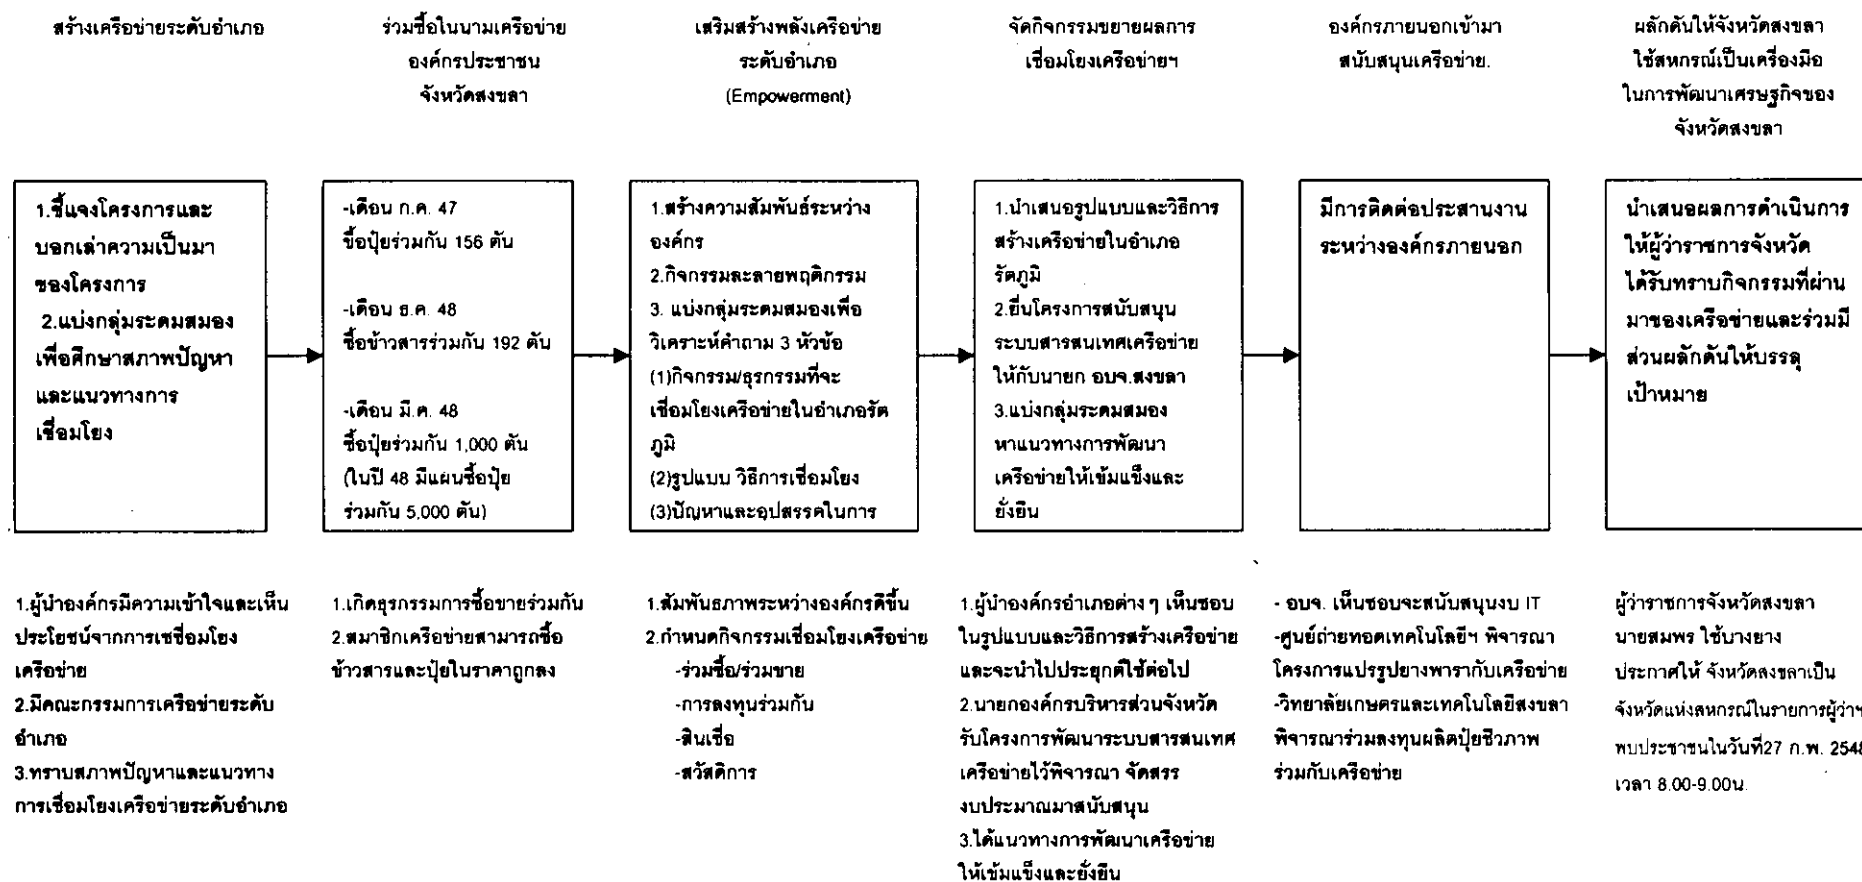 สร้างเครือข่ายระดับอำเภอ
ร่วมซื้อในนามเครือข่าย
องค์กรประชาชน
จังหวัดสงขลา
เสริมสร้างพลังเครือข่าย
ระดับอำเภอ
(Empowerment)
จัดกิจกรรมขยายผลการ
เชื่อมโยงเครือข่ายฯ
องค์กรภายนอกเข้ามา
สนับสนุนเครือข่าย.
ผลักดันให้จังหวัดสงขลา
ใช้สหกรณ์เป็นเครื่องมือ
ในการพัฒนาเศรษฐกิจของ
จังหวัดสงขลา
1.ชี้แจงโครงการและ
บอกเล่าความเป็นมา
ของโครงการ
2.แบ่งกลุ่มระดมสมอง
เพื่อศึกษาสภาพปัญหา
และแนวทางการ
เชื่อมโยง
-เดือน ก.ค. 47
ซื้อปุ๋ยร่วมกัน 156 ตัน
-เดือน ธ.ค. 48
ซื้อข้าวสารร่วมกัน 192 ตัน
-เดือน มี.ค. 48
ซื้อปุ๋ยร่วมกัน 1,000 ตัน
(ในปี 48 มีแผนซื้อปุ๋ย
ร่วมกัน 5,000 ตัน)
1.สร้างความสัมพันธ์ระหว่าง
องค์กร
2.กิจกรรมละลายพฤติกรรม
3. แบ่งกลุ่มระดมสมองเพื่อ
วิเคราะห์คำถาม 3 หัวข้อ
(1)กิจกรรม/ธุรกรรมที่จะ
เชื่อมโยงเครือข่ายในอำเภอรัต
ภูมิ
(2)รูปแบบ วิธีการเชื่อมโยง
(3)ปัญหาและอุปสรรคในการ
1.นำเสนอรูปแบบและวิธีการ
สร้างเครือข่ายในอำเภอ
รัตภูมิ
2.ยื่นโครงการสนับสนุน
ระบบสารสนเทศเครือข่าย
ให้กับนายก อบจ.สงขลา
3.แบ่งกลุ่มระดมสมอง
หาแนวทางการพัฒนา
เครือข่ายให้เข้มแข็งและ
ยั่งยืน
มีการติดต่อประสานงาน
ระหว่างองค์กรภายนอก
นำเสนอผลการดำเนินการ
ให้ผู้ว่าราชการจังหวัด
ได้รับทราบกิจกรรมที่ผ่าน
มาของเครือข่ายและร่วมมี
ส่วนผลักดันให้บรรลุ
เป้าหมาย
1.ผู้นำองค์กรมีความเข้าใจและเห็น
ประโยชน์จากการเชชื่อมโยง
เครือข่าย
2.มีคณะกรรมการเครือข่ายระดับ
อำเภอ
3.ทราบสภาพปัญหาและแนวทาง
การเชื่อมโยงเครือข่ายระดับอำเภอ
1.เกิดธุรกรรมการซื้อขายร่วมกัน
2.สมาชิกเครือข่ายสามารถซื้อ
ข้าวสารและปุ๋ยในราคาถูกลง
1.สัมพันธภาพระหว่างองค์กรดีขึ้น
2.กำหนดกิจกรรมเชื่อมโยงเครือข่าย
-ร่วมซื้อ/ร่วมขาย
-การลงทุนร่วมกัน
-สินเชื่อ
-สวัสดิการ
1.ผู้นำองค์กรอำเภอต่าง ๆ เห็นชอบ
ในรูปแบบและวิธีการสร้างเครือข่าย
และจะนำไปประยุกต์ใช้ต่อไป
2.นายกองค์กรบริหารส่วนจังหวัด
รับโครงการพัฒนาระบบสารสนเทศ
เครือข่ายไว้พิจารณา จัดสรร
งบประมาณมาสนับสนุน
3.ได้แนวทางการพัฒนาเครือข่าย
ให้เข้มแข็งและยั่งยืน
- อบจ. เห็นชอบจะสนับสนุนงบ IT
-ศูนย์ถ่ายทอดเทคโนโลยีฯ พิจารณา
โครงการแปรรูปยางพารากับเครือข่าย
-วิทยาลัยเกษตรและเทคโนโลยีสงขลา
พิจารณาร่วมลงทุนผลิตปุ๋ยชีวภาพ
ร่วมกับเครือข่าย
ผู้ว่าราชการจังหวัดสงขลา
นายสมพร ใช้บางยาง
ประกาศให้ จังหวัดสงขลาเป็น
จังหวัดแห่งสหกรณ์ในรายการผู้ว่าฯ
พบประชาชนในวันที่27 ก.พ. 2548
เวลา 8.00-9.00น.